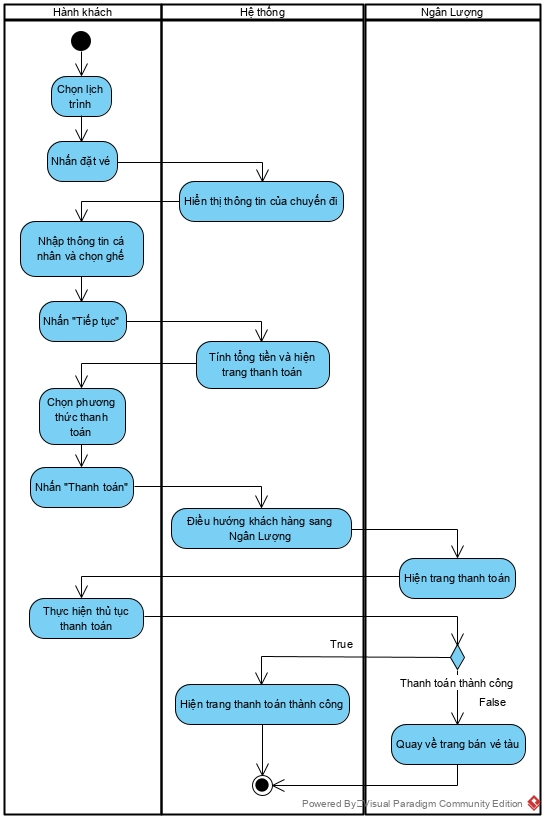 Hành khách
Hệ thống
Ngân Lượng
Chọn lịch
trình
Nhấn đặt vé
Hiển thị thông tin của chuyến đi
Nhập thông tin cá
nhân và chọn ghế
Nhấn "Tiếp tục"
Tính tổng tiền và hiện
trang thanh toán
Chọn phương
thức thanh
toán
Nhấn "Thanh toán"
Điều hướng khách hàng sang
Ngân Lượng
Hiện trang thanh toán
Thực hiện thủ tục
thanh toán
True
Thanh toán thành công
False
Hiện trang thanh toán thành công
Quay về trang bán vé tàu
Powered By Visual Paradigm Community Edition